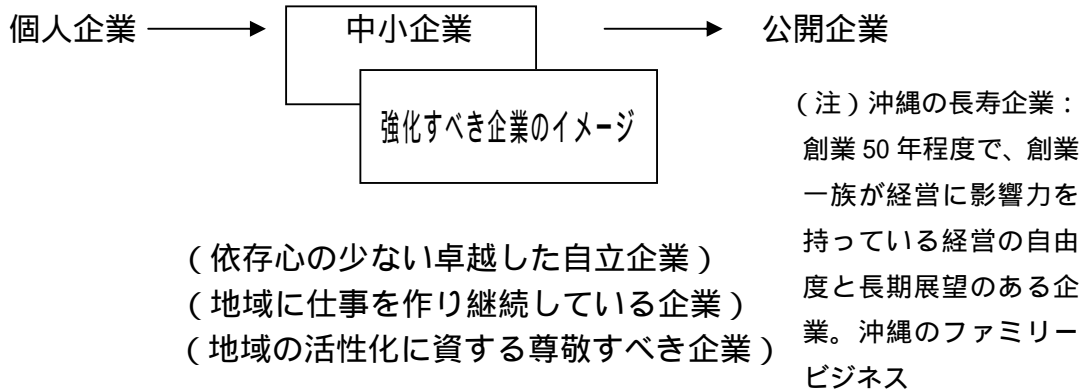 個人企業 中小企業 公開企業
強化すべき企業のイメージ
（注）沖縄の長寿企業：
創業 50 年程度で、創業
一族が経営に影響力を
持っている経営の自由
度と長期展望のある企
業。沖縄のファミリー
ビジネス
（依存心の少ない卓越した自立企業）
（地域に仕事を作り継続している企業）
（地域の活性化に資する尊敬すべき企業）